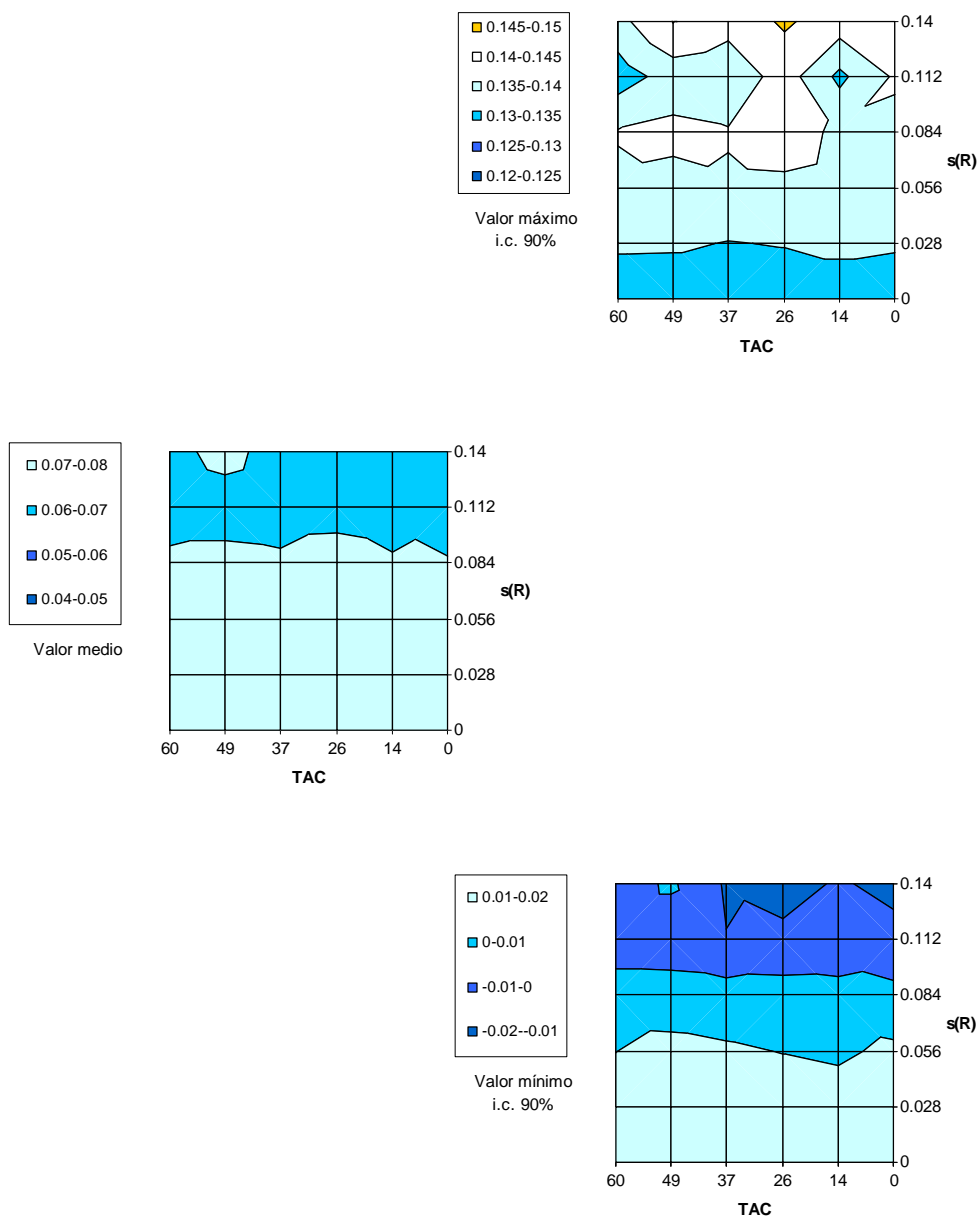 0.145-0.15
0.14-0.145
0.135-0.14
0.13-0.135
0.125-0.13
0.12-0.125
Valor máximo
i.c. 90%
0.14
0.112
0.084
s(R)
0.056
0.028
0
60 49 37 26 14 0
TAC
0.07-0.08
0.06-0.07
0.05-0.06
0.04-0.05
Valor medio
0.14
0.112
0.084
s(R)
0.056
0.028
0
60 49 37 26 14 0
TAC
0.01-0.02
0-0.01
-0.01-0
-0.02--0.01
Valor mínimo
i.c. 90%
0.14
0.112
0.084
s(R)
0.056
0.028
0
60 49 37 26 14 0
TAC